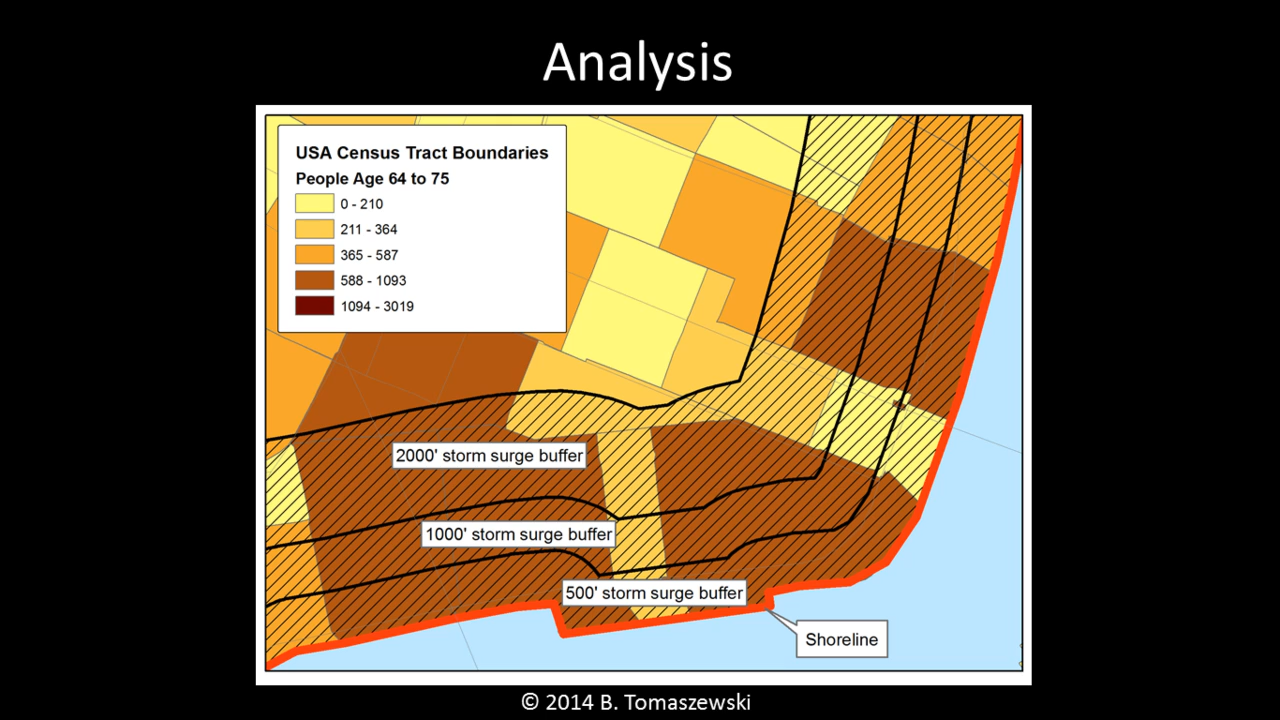 Analysis
USA Census Tract Boundaries
People Age 64 to 75
0 - 210
211 - 364
365 - 587
588 - 1093
1094 - 3019
2000' storm surge buffer
1000' storm surge buffer
500' storm surge buffer
Shoreline
© 2014 B. Tomaszewski